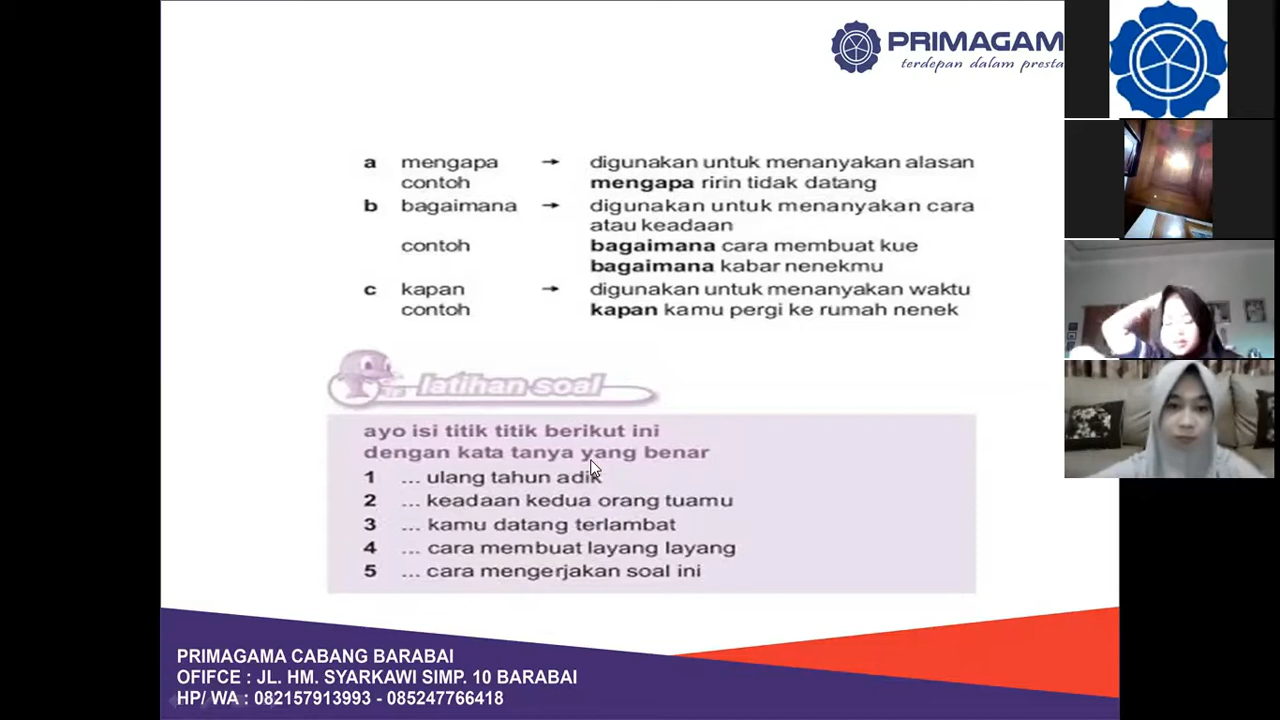 PRIMAGAM
terdepan dalam presta
a mengapa → digunakan untuk menanyakan alasan
contoh mengapa ririn tidak datang
b bagaimana → digunakan untuk menanyakan cara
atau keadaan
contoh bagaimana cara membuat kue
bagaimana kabar nenekmu
c kapan → digunakan untuk menanyakan waktu
contoh kapan kamu pergi ke rumah nenek
latihan soal
ayo isi titik titik berikut ini
dengan kata tanya yang benar
1 ... ulang tahun adik
2 ... keadaan kedua orang tuamu
3 ... kamu datang terlambat
4 ... cara membuat layang layang
5 ... cara mengerjakan soal ini
PRIMAGAMA CABANG BARABAI
OFIFCE : JL. HM. SYARKAWI SIMP. 10 BARABAI
HP/ WA : 082157913993 - 085247766418